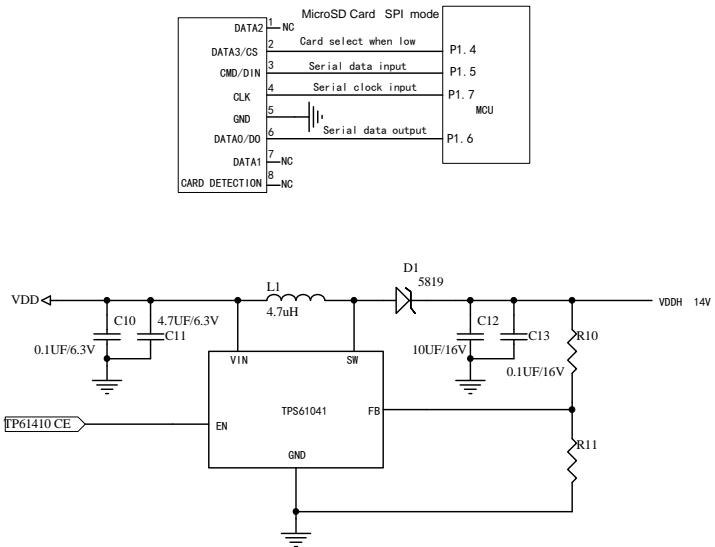 MicroSD Card SPI mode
DATA2 1 NC
DATA3/CS 2 Card select when low P1.4
CMD/DIN 3 Serial data input P1.5
CLK 4 Serial clock input P1.7
MCU
GND 5
DATAO/DO 6 Serial data output P1.6
DATA1 7 NC
CARD DETECTION 8 NC
D1
5819
L1
4.7uH
VDD
VDDH 14V
C10
0.1UF/6.3V
4.7UF/6.3V
C11
C12
10UF/16V
C13
0.1UF/16V
R10
VIN
SW
TPS61041
FB
EN
GND
TP61410 CE
R11